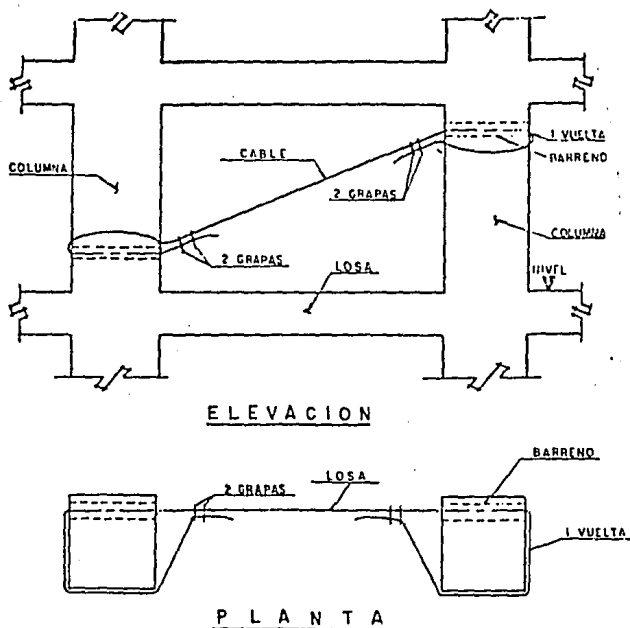 1 VUELTA
BARRENO
CABLE
COLUMNA
2 GRAPAS
COLUMNA
2 GRAPAS
LOSA
NIVEL
ELEVACION
BARRENO
2 GRAPAS
LOSA
1 VUELTA
PLANTA